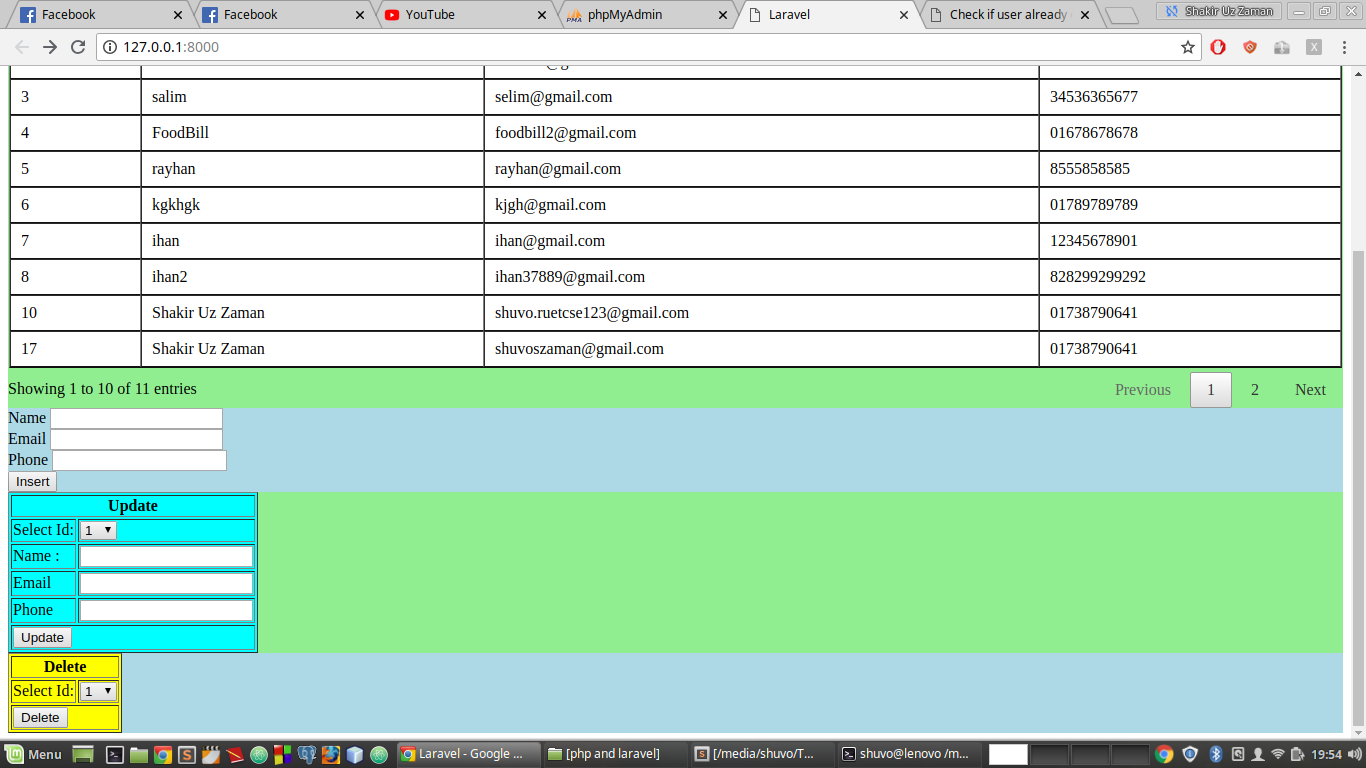 Facebook
Facebook
YouTube
phpMyAdmin
Laravel
Check if user already
Shakir Uz Zaman
127.0.0.1:8000
3 salim selim@gmail.com 34536365677
4 FoodBill foodbill2@gmail.com 01678678678
5 rayhan rayhan@gmail.com 8555858585
6 kgkhgk kjgh@gmail.com 01789789789
7 ihan ihan@gmail.com 12345678901
8 ihan2 ihan37889@gmail.com 828299299292
10 Shakir Uz Zaman shuvo.ruetcse123@gmail.com 01738790641
17 Shakir Uz Zaman shuvoszaman@gmail.com 01738790641
Showing 1 to 10 of 11 entries Previous 1 2 Next
Name
Email
Phone
Insert
Update
Select Id: 1
Name :
Email
Phone
Update
Delete
Select Id: 1
Delete
Menu Laravel - Google ... [php and laravel] [/media/shuvo/T... shuvo@lenovo /m... 19:54